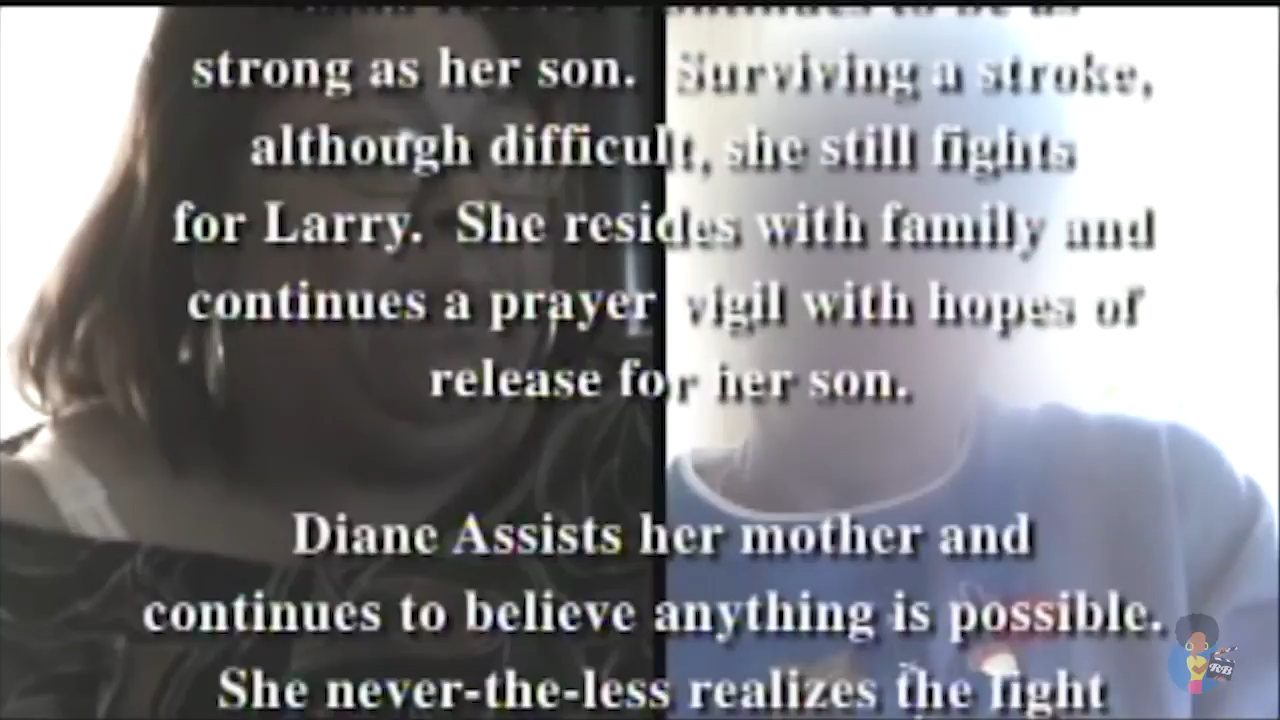 strong as her son. Surviving a stroke,
although difficult, she still fights
for Larry. She resides with family and
continues a prayer vigil with hopes of
release for her son.
Diane Assists her mother and
continues to believe anything is possible.
She never-the-less realizes the fight
RB